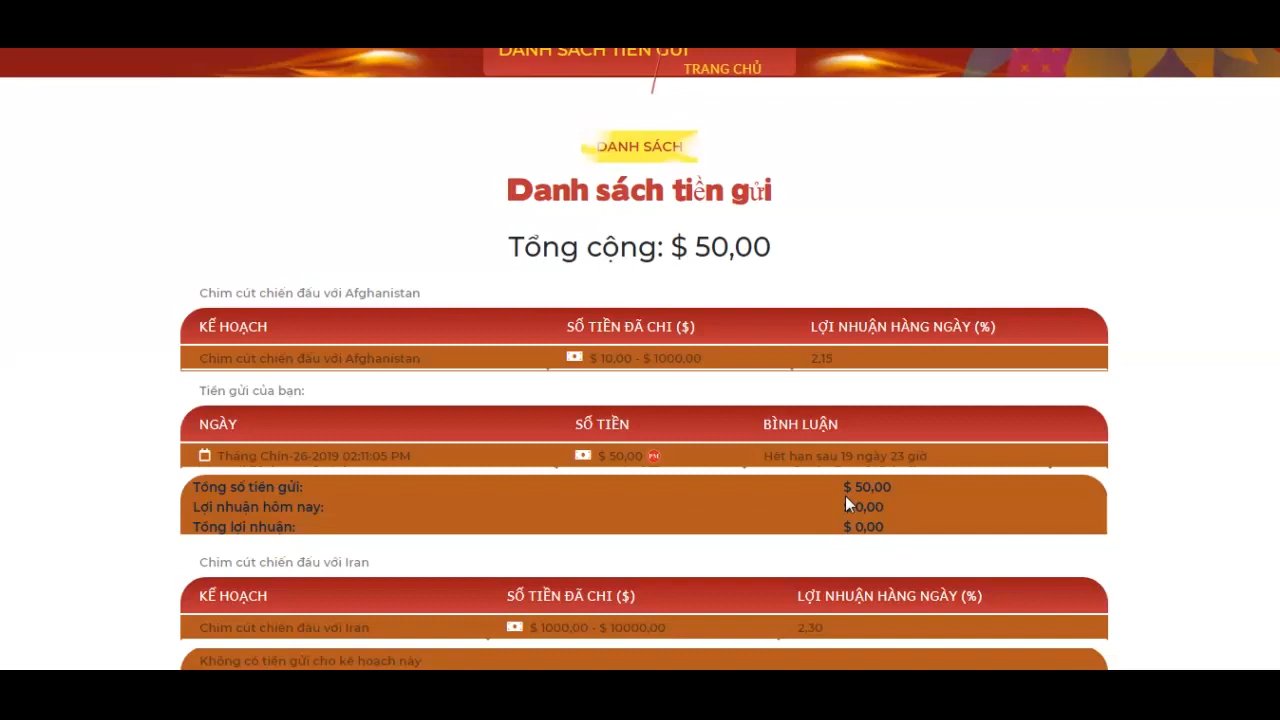 DANH SÁCH TIỀN GỬI
TRANG CHỦ
DANH SÁCH
Danh sách tiền gửi
Tổng cộng: $ 50,00
Chim cút chiến đấu với Afghanistan
KẾ HOẠCH SỐ TIỀN ĐÃ CHI ($) LỢI NHUẬN HÀNG NGÀY (%)
Chim cút chiến đấu với Afghanistan $ 10,00 - $ 1000,00 2,15
Tiền gửi của bạn:
NGÀY SỐ TIỀN BÌNH LUẬN
Tháng Chín-26-2019 02:11:05 PM $ 50,00 PM Hết hạn sau 19 ngày 23 giờ
Tổng số tiền gửi: $ 50,00
Lợi nhuận hôm nay: 0,00
Tổng lợi nhuận: $ 0,00
Chim cút chiến đấu với Iran
KẾ HOẠCH SỐ TIỀN ĐÃ CHI ($) LỢI NHUẬN HÀNG NGÀY (%)
Chim cút chiến đấu với Iran $ 1000,00 - $ 10000,00 2,30
Không có tiền gửi cho kế hoạch này